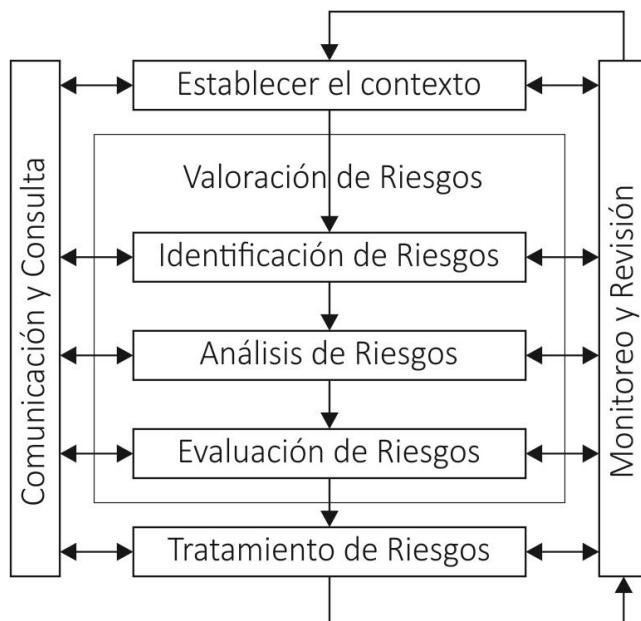 Establecer el contexto
Comunicación y Consulta
Valoración de Riesgos
Identificación de Riesgos
Análisis de Riesgos
Evaluación de Riesgos
Tratamiento de Riesgos
Monitoreo y Revisión